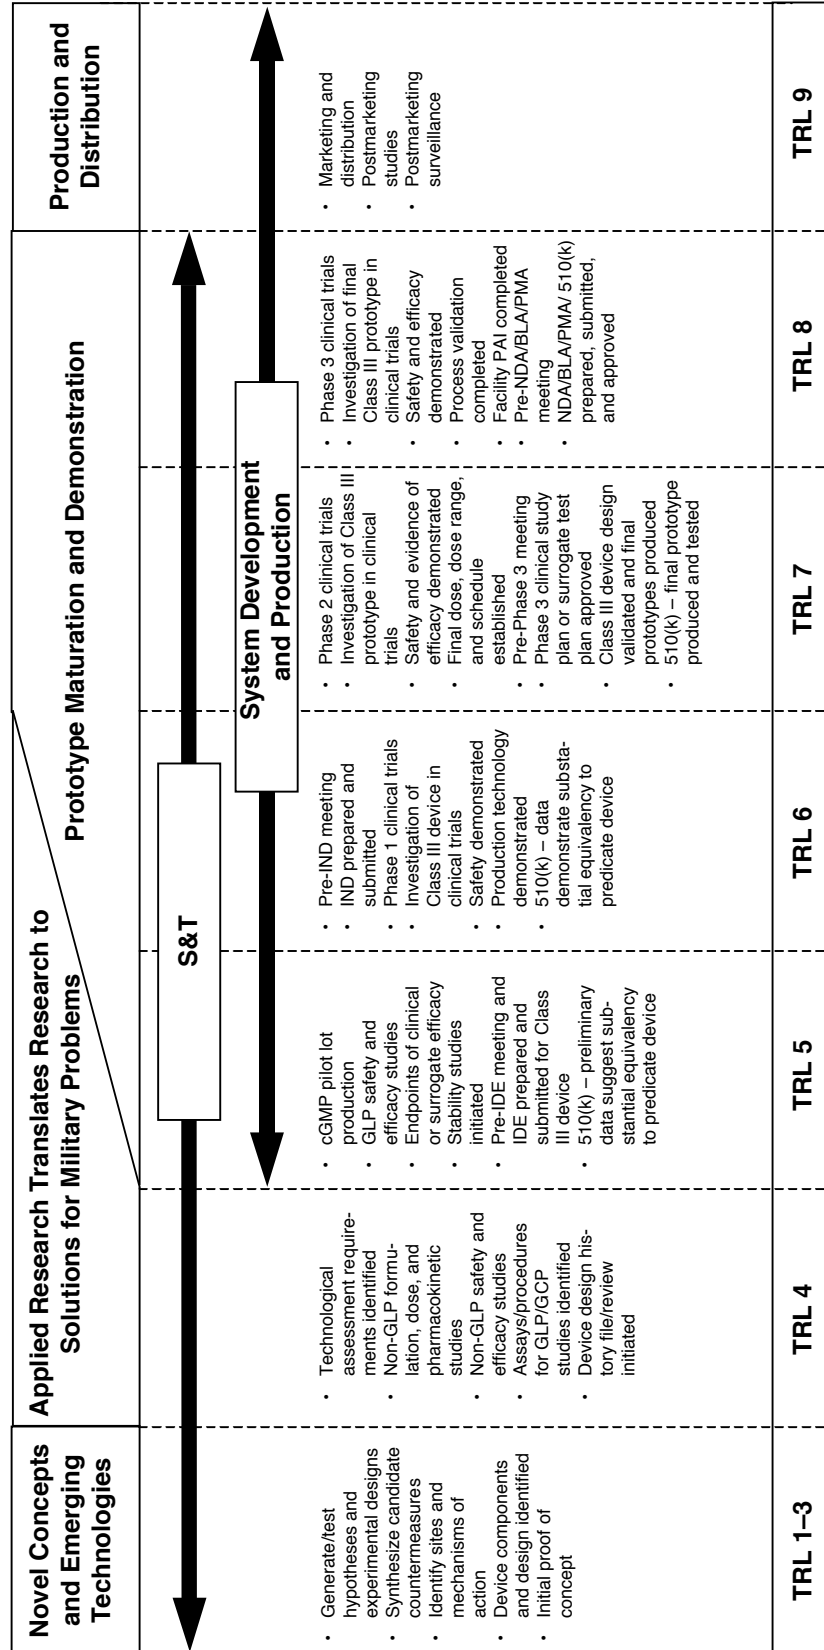 Novel Concepts
and Emerging
Technologies
Applied Research Translates Research to
Solutions for Military Problems
Prototype Maturation and Demonstration
Production and
Distribution
S&T
System Development
and Production
• Generate/test
hypotheses and
experimental designs
• Synthesize candidate
countermeasures
• Identify sites and
mechanisms of
action
• Device components
and design identified
• Initial proof of
concept
• Technological
assessment require-
ments identified
• Non-GLP formu-
lation, dose, and
pharmacokinetic
studies
• Non-GLP safety and
efficacy studies
• Assays/procedures
for GLP/GCP
studies identified
• Device design his-
tory file/review
initiated
• cGMP pilot lot
production
• GLP safety and
efficacy studies
• Endpoints of clinical
or surrogate efficacy
• Stability studies
initiated
• Pre-IDE meeting and
IDE prepared and
submitted for Class
III device
• 510(k) – preliminary
data suggest sub-
stantial equivalency
to predicate device
• Pre-IND meeting
• IND prepared and
submitted
• Phase 1 clinical trials
• Investigation of
Class III device in
clinical trials
• Safety demonstrated
• Production technology
demonstrated
• 510(k) – data
demonstrate substa-
tial equivalency to
predicate device
• Phase 2 clinical trials
• Investigation of Class III
prototype in clinical
trials
• Safety and evidence of
efficacy demonstrated
• Final dose, dose range,
and schedule
established
• Pre-Phase 3 meeting
• Phase 3 clinical study
plan or surrogate test
plan approved
• Class III device design
validated and final
prototypes produced
• 510(k) – final prototype
produced and tested
• Phase 3 clinical trials
• Investigation of final
Class III prototype in
clinical trials
• Safety and efficacy
demonstrated
• Process validation
completed
• Facility PAI completed
• Pre-NDA/BLA/PMA
meeting
• NDA/BLA/PMA/ 510(k)
prepared, submitted,
and approved
• Marketing and
distribution
• Postmarketing
studies
• Postmarketing
surveillance
TRL 1–3
TRL 4
TRL 5
TRL 6
TRL 7
TRL 8
TRL 9